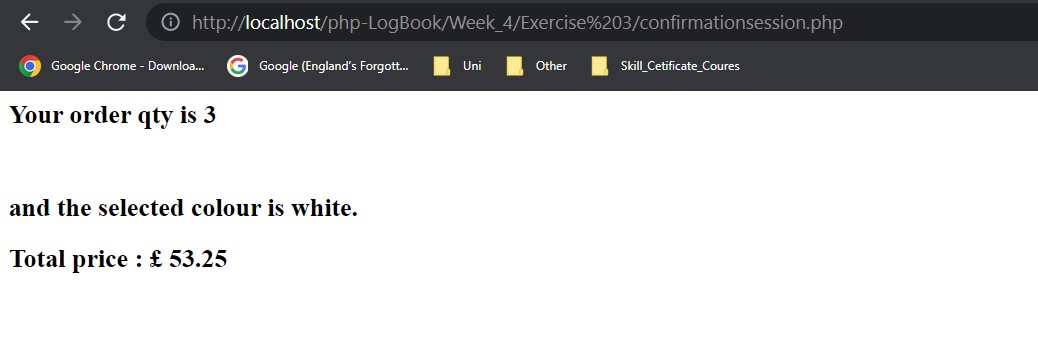 http://localhost/php-LogBook/Week_4/Exercise%203/confirmationsession.php
Google Chrome - Downloa... Google (England's Forgott... Uni Other Skill_Cetificate_Coures
Your order qty is 3
and the selected colour is white.
Total price : £ 53.25